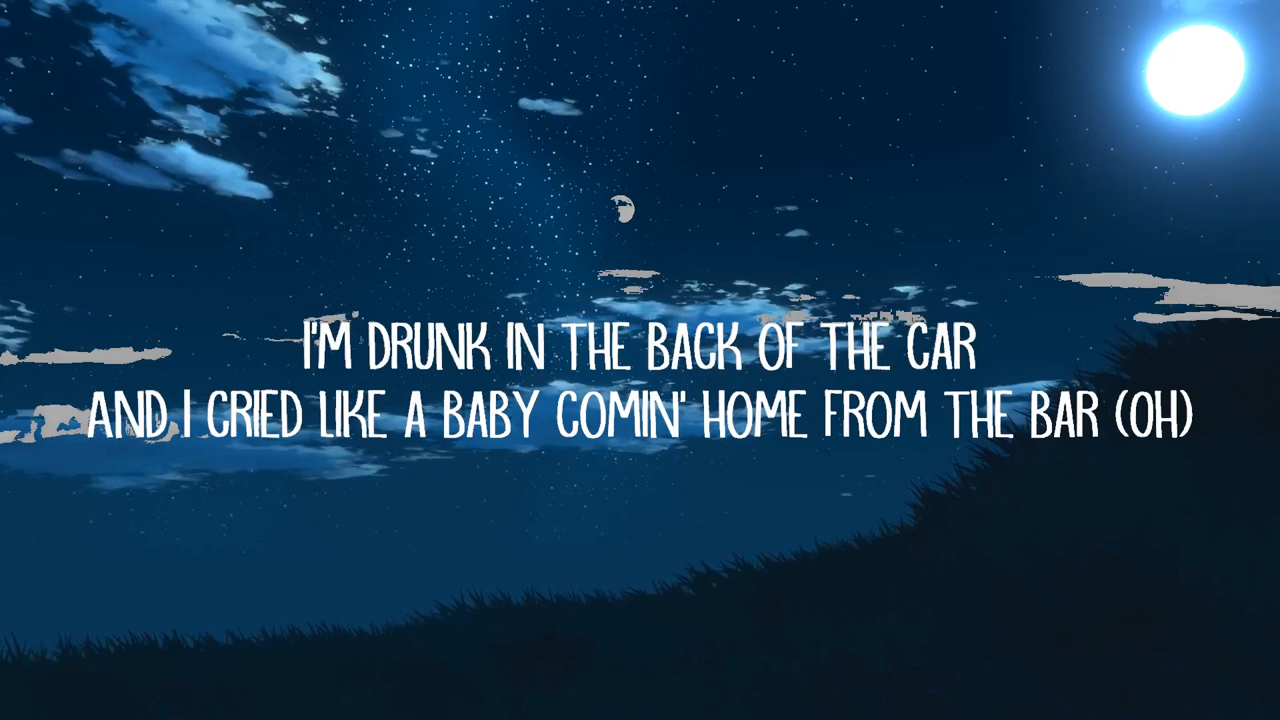 I'M DRUNK IN THE BACK OF THE CAR
AND I CRIED LIKE A BABY COMIN' HOME FROM THE BAR (OH)